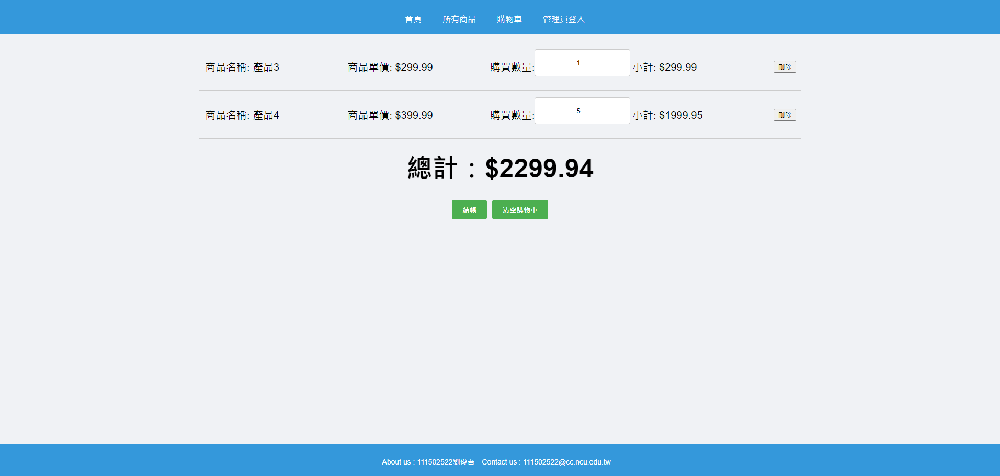 首頁 所有商品 購物車 管理員登入
商品名稱: 產品3 商品單價: $299.99 購買數量: 1 小計: $299.99 刪除
商品名稱: 產品4 商品單價: $399.99 購買數量: 5 小計: $1999.95 刪除
總計：$2299.94
結帳 清空購物車
About us : 111502522劉俊吾 Contact us : 111502522@cc.ncu.edu.tw